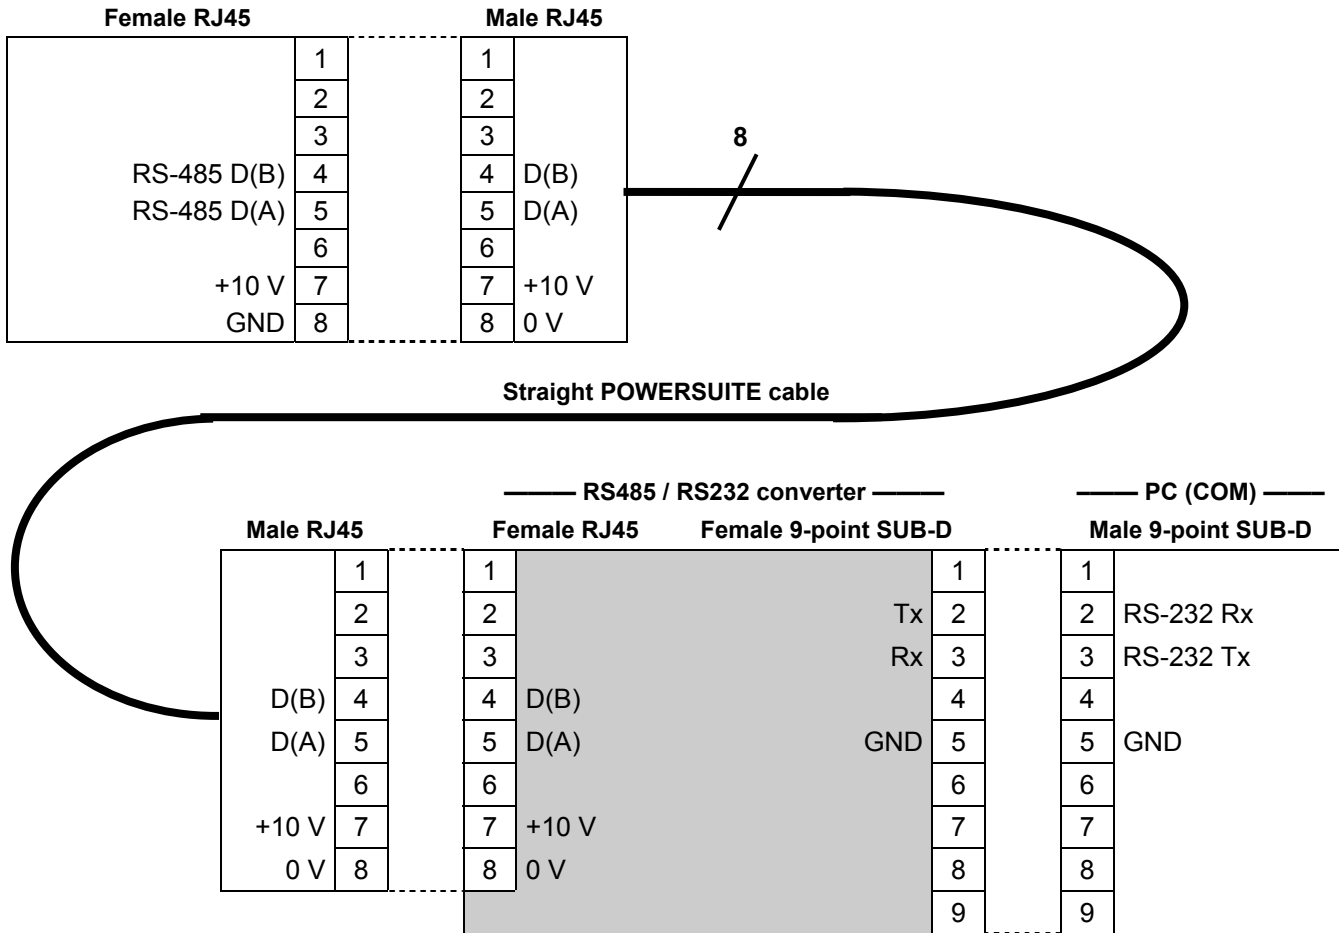 Female RJ45 Male RJ45
1 1
2 2
3 3
8
RS-485 D(B) 4 4 D(B)
RS-485 D(A) 5 5 D(A)
6 6
+10 V 7 7 +10 V
GND 8 8 0 V
Straight POWERSUITE cable
RS485 / RS232 converter PC (COM)
Male RJ45 Female RJ45 Female 9-point SUB-D Male 9-point SUB-D
1 1 1 1
2 2 Tx 2 2 RS-232 Rx
3 3 Rx 3 3 RS-232 Tx
D(B) 4 4 D(B) 4 4
D(A) 5 5 D(A) GND 5 5 GND
6 6 6 6
+10 V 7 7 +10 V 7 7
0 V 8 8 0 V 8 8
9 9